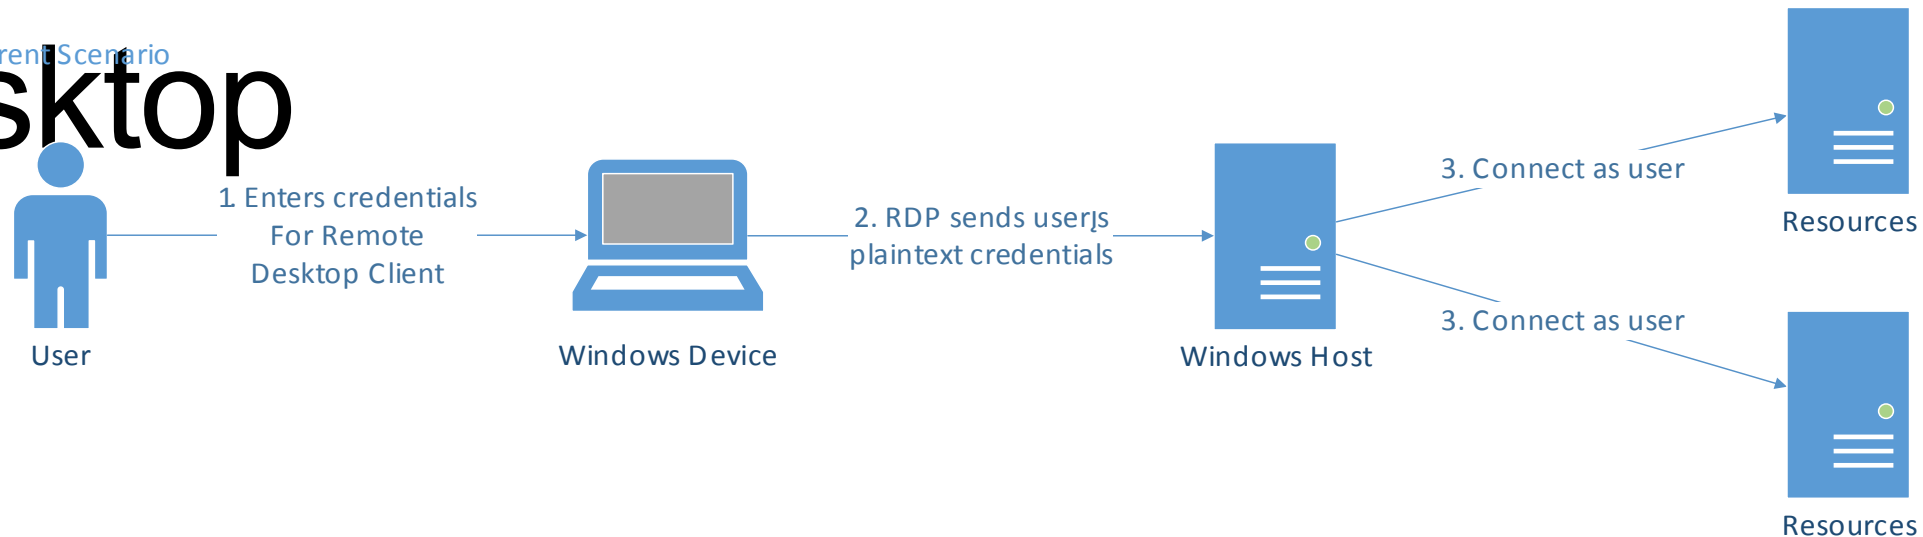 rent Scenario
sktop
1. Enters credentials
For Remote
Desktop Client
2. RDP sends user's
plaintext credentials
3. Connect as user
3. Connect as user
User
Windows Device
Windows Host
Resources
Resources